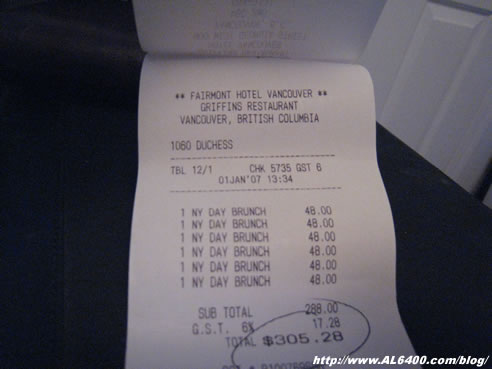 ** FAIRMONT HOTEL VANCOUVER **
GRIFFINS RESTAURANT
VANCOUVER, BRITISH COLUMBIA
1060 DUCHESS
TBL 12/1 CHK 5735 GST 6
01JAN'07 13:34
1 NY DAY BRUNCH 48.00
1 NY DAY BRUNCH 48.00
1 NY DAY BRUNCH 48.00
1 NY DAY BRUNCH 48.00
1 NY DAY BRUNCH 48.00
1 NY DAY BRUNCH 48.00
SUB TOTAL 288.00
G.S.T. 6% 17.28
TOTAL $305.28
http://www.AL6400.com/blog/